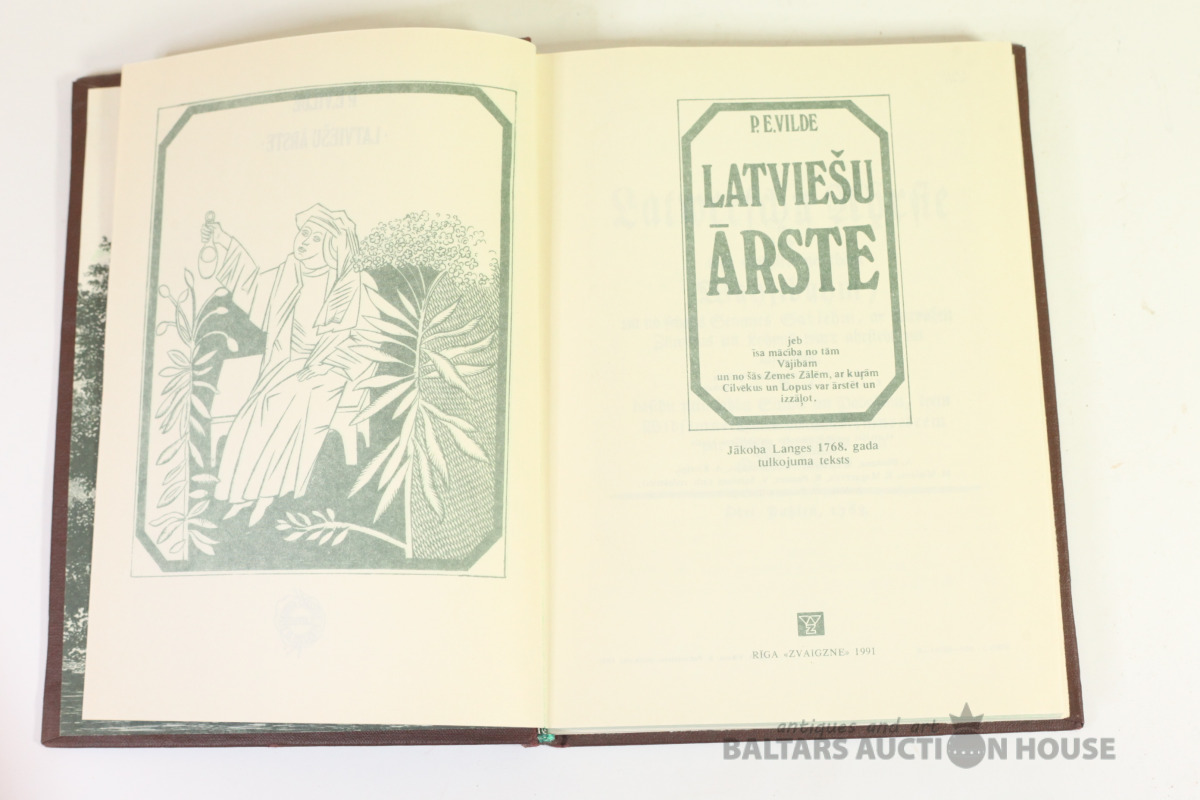 P. E. VILDE
LATVIEŠU
ĀRSTE
jeb
īsa mācība no tām
Vājībām
un no šās Zemes Zālēm, ar kuŗām
Cilvēkus un Lopus var ārstēt un
izzāļot.
Jākoba Langes 1768. gada
tulkojuma teksts
RĪGA «ZVAIGZNE» 1991
antiques and art
BALTARS AUCTION HOUSE